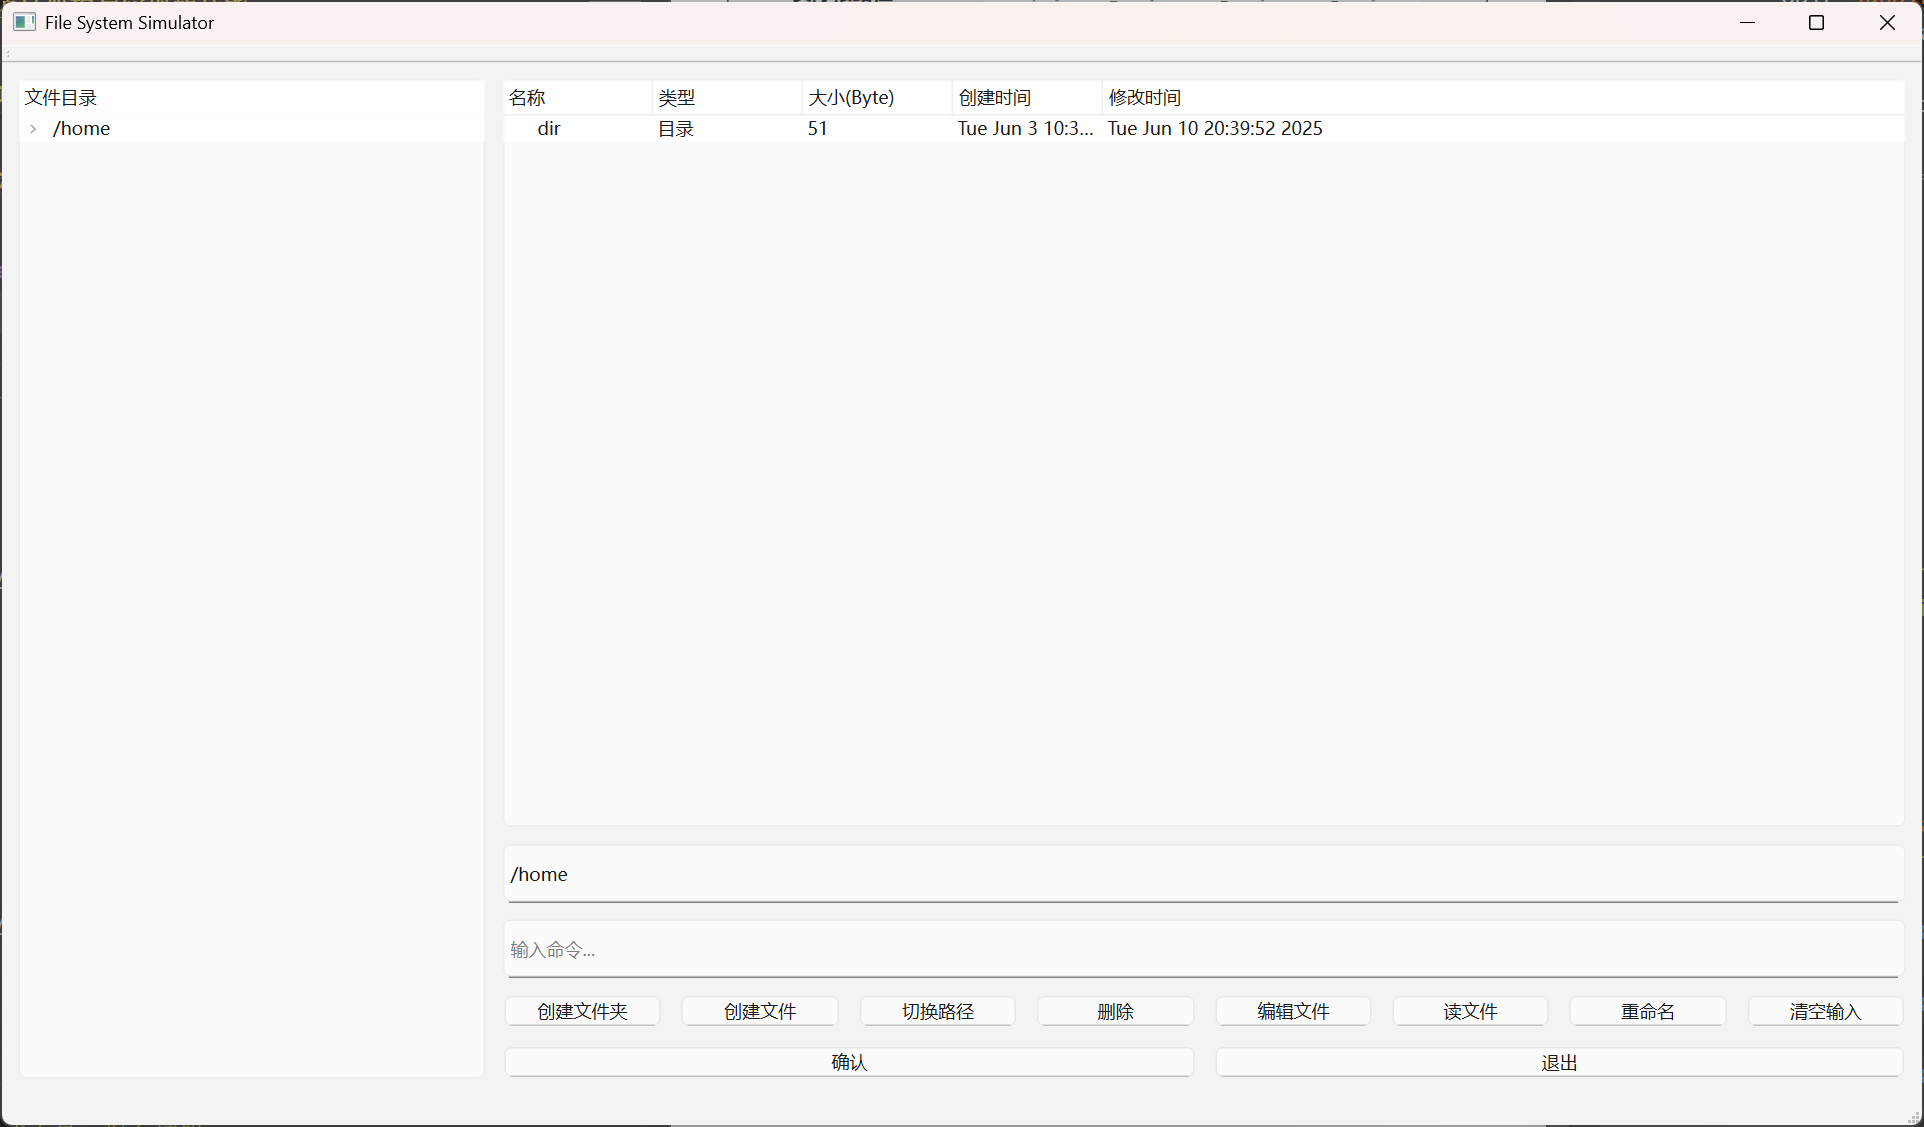 File System Simulator
文件目录
/home
名称 类型 大小(Byte) 创建时间 修改时间
dir 目录 51 Tue Jun 3 10:3... Tue Jun 10 20:39:52 2025
/home
输入命令...
创建文件夹 创建文件 切换路径 删除 编辑文件 读文件 重命名 清空输入
确认 退出